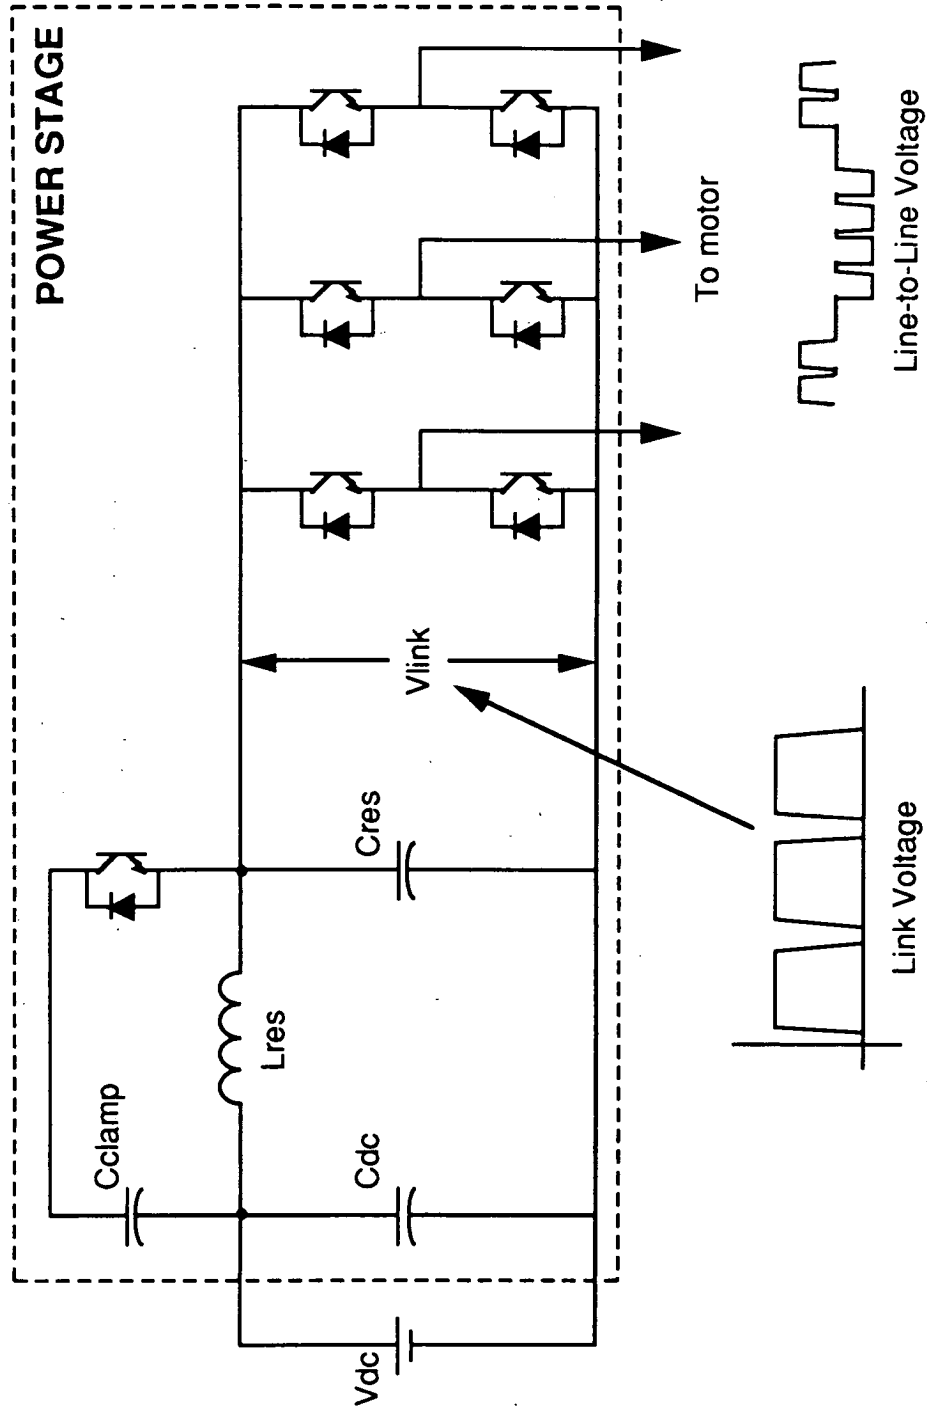 POWER STAGE
Cclamp
Lres
Cdc
Cres
Vdc
Vlink
To motor
Link Voltage
Line-to-Line Voltage